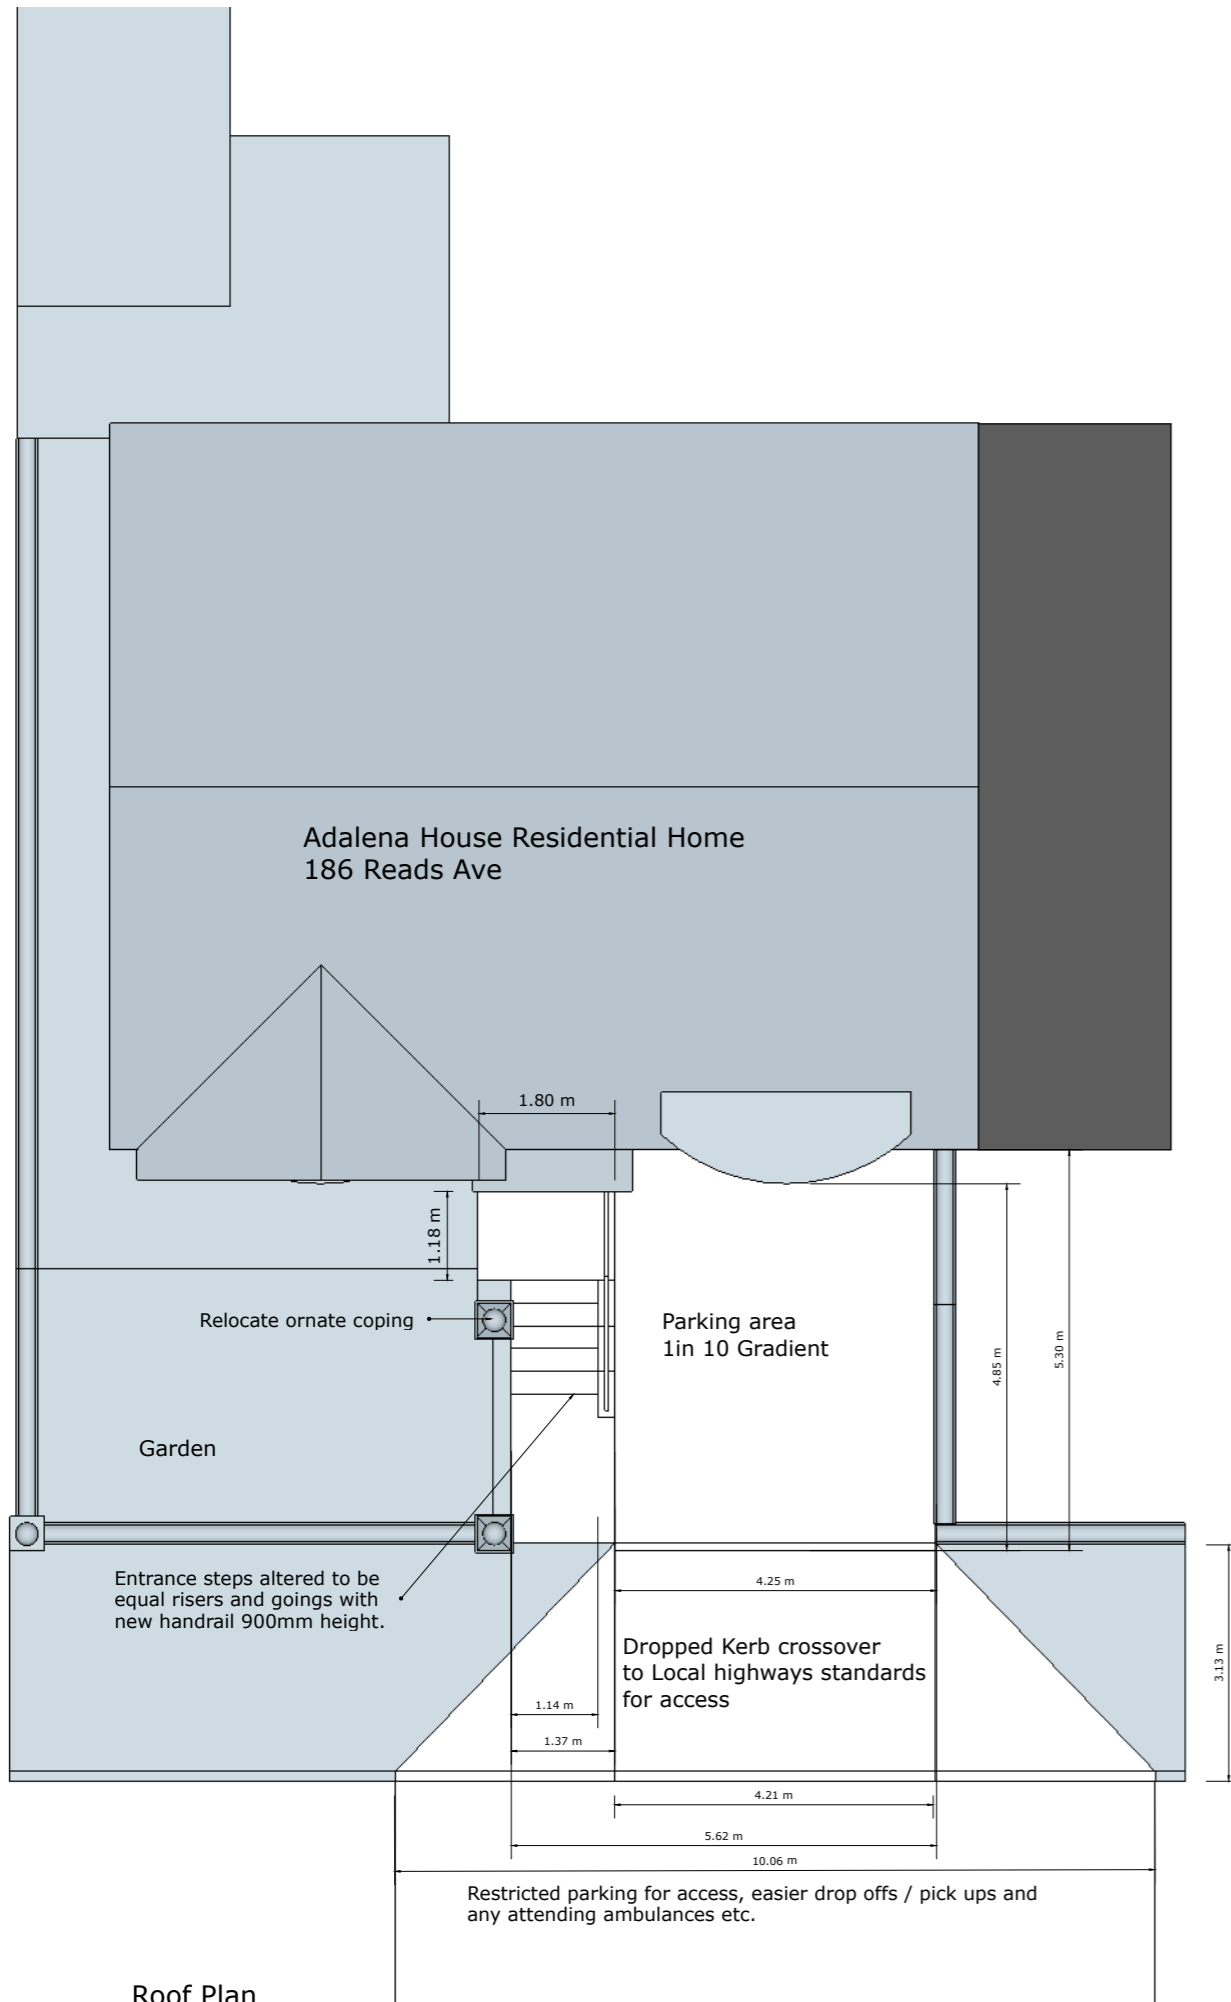 Adalena House Residential Home
186 Reads Ave
1.80 m
1.18 m
Relocate ornate coping
Parking area
1in 10 Gradient
4.85 m
5.30 m
Garden
Entrance steps altered to be
equal risers and goings with
new handrail 900mm height.
4.25 m
Dropped Kerb crossover
to Local highways standards
for access
3.13 m
1.14 m
1.37 m
4.21 m
5.62 m
10.06 m
Restricted parking for access, easier drop offs / pick ups and
any attending ambulances etc.
Roof Plan